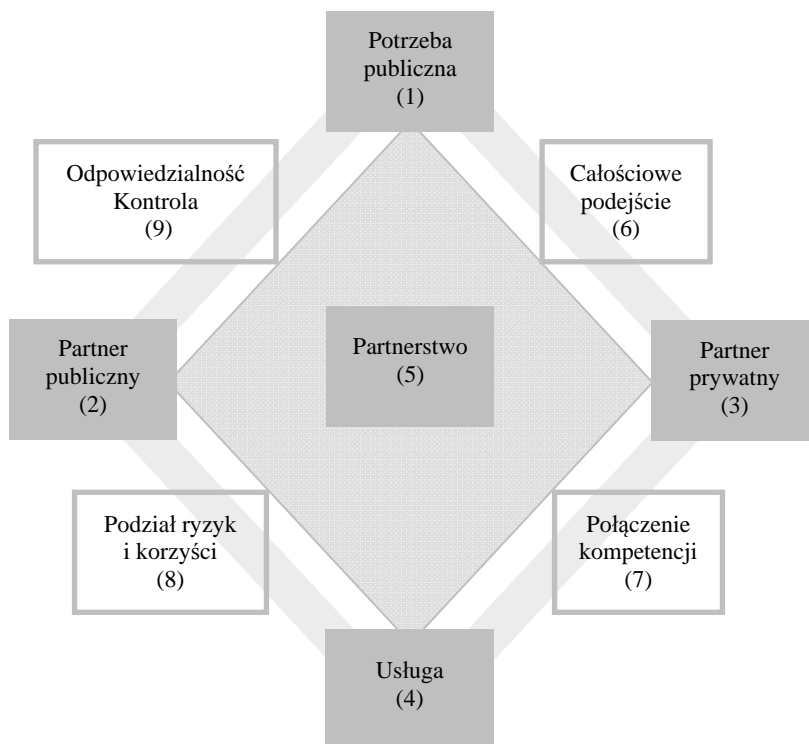 Potrzeba
publiczna
(1)
Odpowiedzialność
Kontrola
(9)
Całościowe
podejście
(6)
Partner
publiczny
(2)
Partnerstwo
(5)
Partner
prywatny
(3)
Podział ryzyk
i korzyści
(8)
Połączenie
kompetencji
(7)
Usługa
(4)